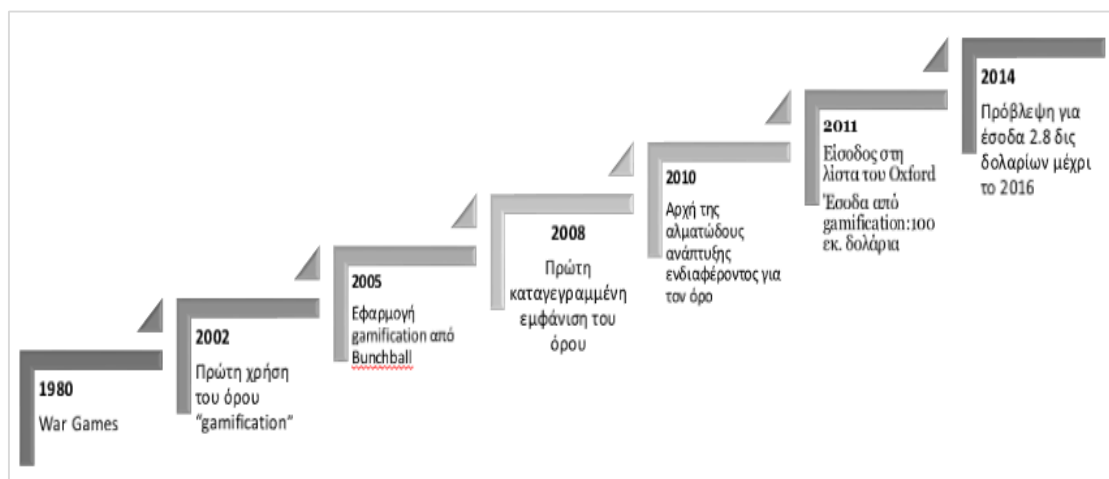 1980
War Games
2002
Πρώτη χρήση
του όρου
“gamification”
2005
Εφαρμογή
gamification από
Bunchball
2008
Πρώτη
καταγεγραμμένη
εμφάνιση του
όρου
2010
Αρχή της
αλματώδους
ανάπτυξης
ενδιαφέροντος για
τον όρο
2011
Είσοδος στη
λίστα του Oxford
Έσοδα από
gamification:100
εκ. δολάρια
2014
Πρόβλεψη για
έσοδα 2.8 δις
δολαρίων μέχρι
το 2016